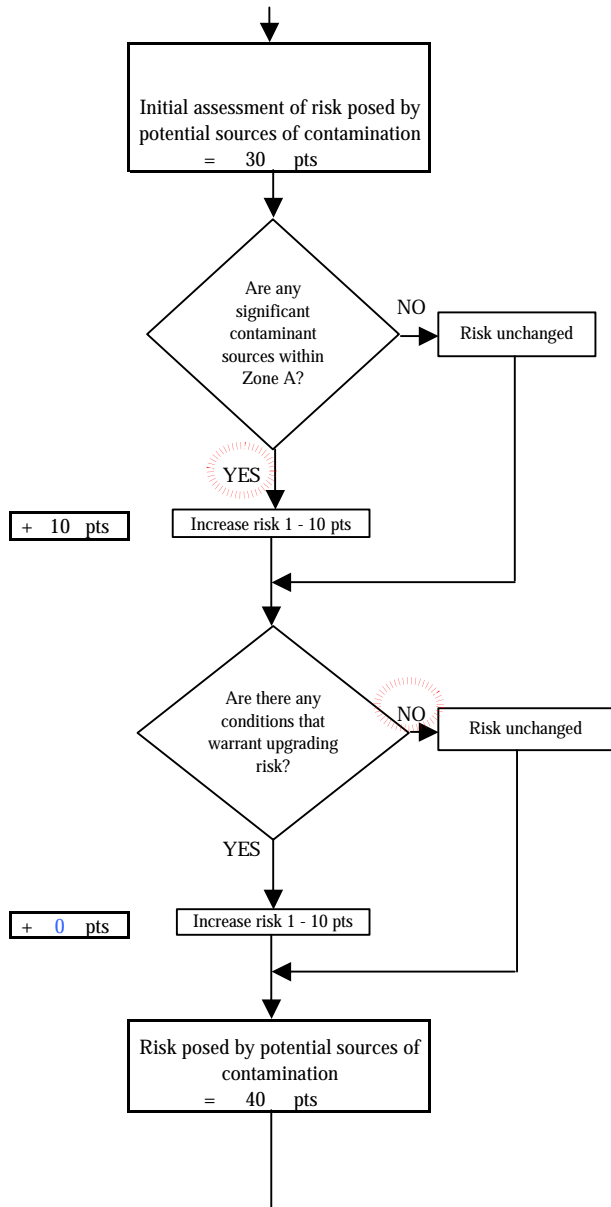 Initial assessment of risk posed by
potential sources of contamination
= 30 pts
Are any
significant
contaminant
sources within
Zone A?
NO
Risk unchanged
YES
+ 10 pts
Increase risk 1 - 10 pts
Are there any
conditions that
warrant upgrading
risk?
NO
Risk unchanged
YES
+ 0 pts
Increase risk 1 - 10 pts
Risk posed by potential sources of
contamination
= 40 pts